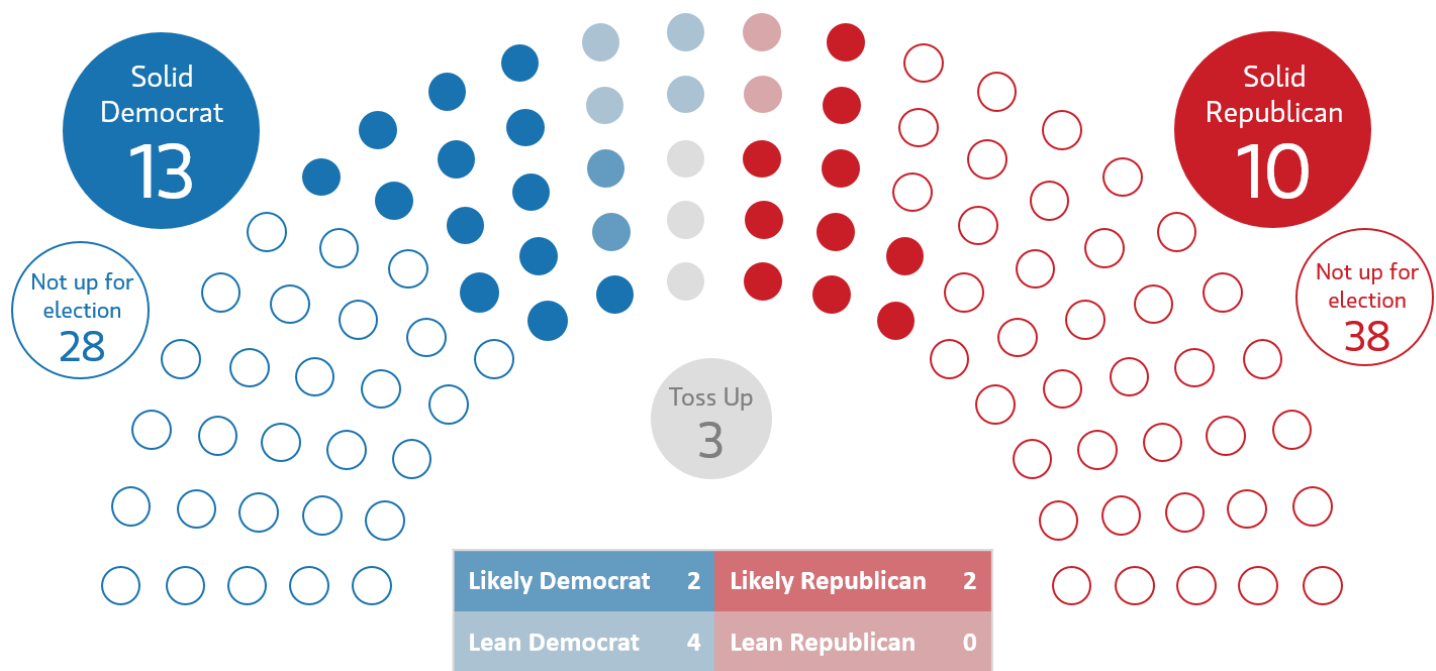 Solid
Democrat
13
Solid
Republican
10
Not up for
election
28
Not up for
election
38
Toss Up
3
Likely Democrat 2 Likely Republican 2
Lean Democrat 4 Lean Republican 0